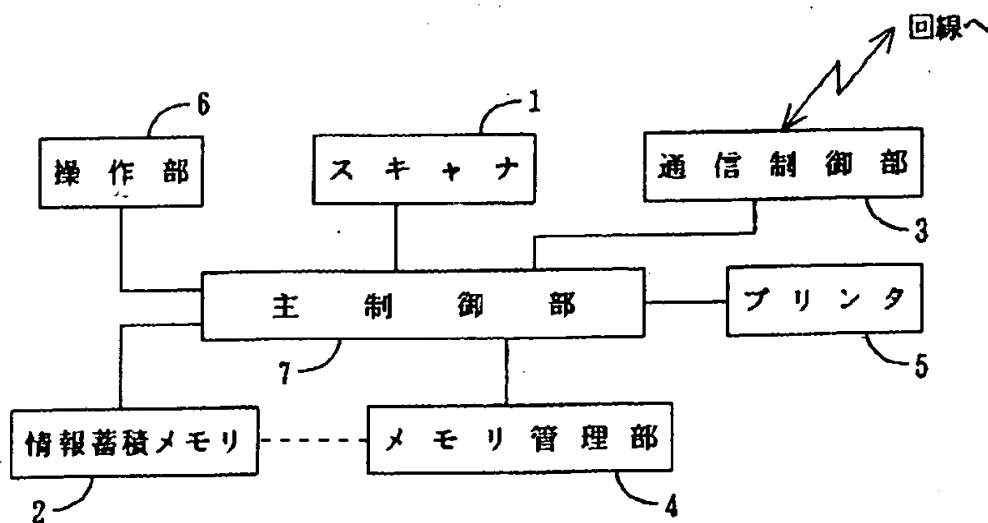 回線へ
6
1
操作部
スキャナ
通信制御部
3
主制御部
プリンタ
7
5
情報蓄積メモリ
メモリ管理部
2
4